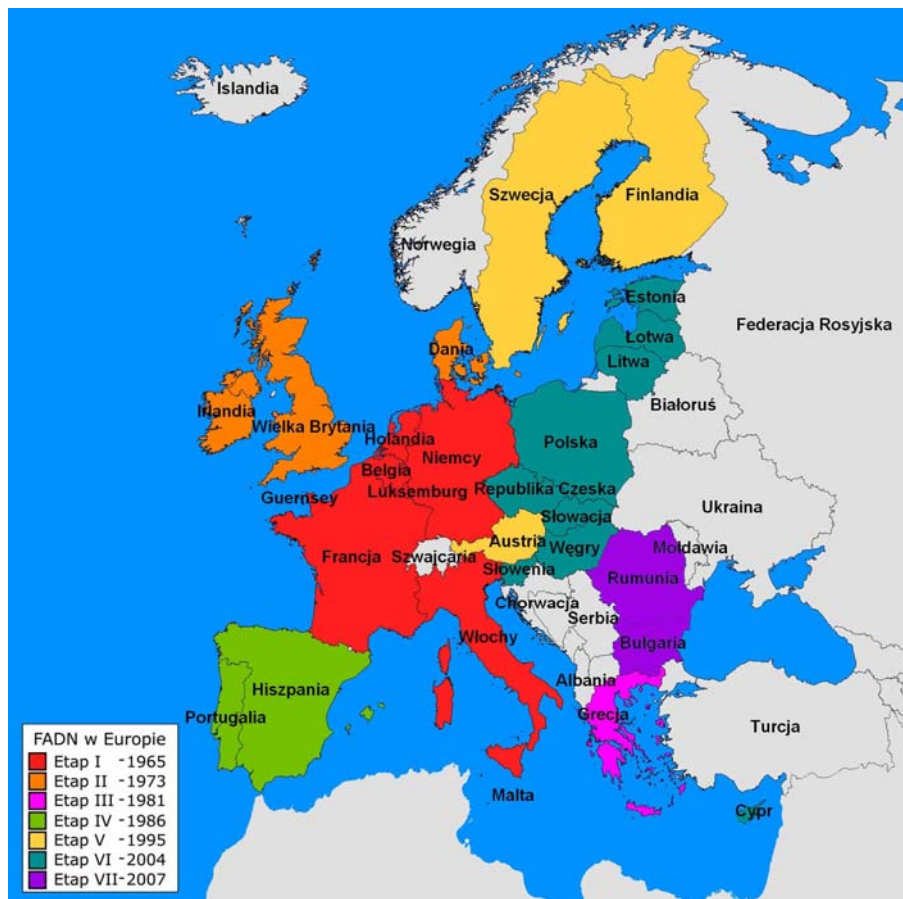 Islandia
Szwecja
Finlandia
Norwegia
Estonia
Federacja Rosyjska
Łotwa
Dania
Litwa
Białoruś
Irlandia
Wielka Brytania
Holandia
Niemcy
Polska
Belgia
Republika Czeska
Luksemburg
Guernsey
Słowacja
Ukraina
Austria
Węgry
Mołdawia
Francja
Szwajcaria
Słowenia
Rumunia
Chorwacja
Serbia
Włochy
Bułgaria
Albania
Hiszpania
Portugalia
Grecja
Turcja
Malta
Cypr
FADN w Europie
Etap I -1965
Etap II -1973
Etap III -1981
Etap IV -1986
Etap V -1995
Etap VI -2004
Etap VII-2007